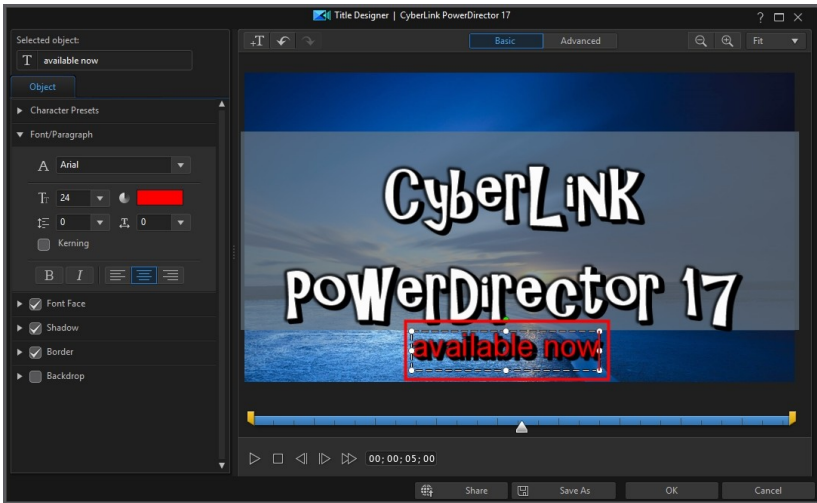 Title Designer | CyberLink PowerDirector 17
?
Selected object:
T available now
Object
Character Presets
Font/Paragraph
A Arial
TT 24
0 0
Kerning
B I
Font Face
Shadow
Border
Backdrop
+T Basic Advanced Fit
CyberLink
PoWerDirector 17
available now
00;00;05;00
Share Save As OK Cancel